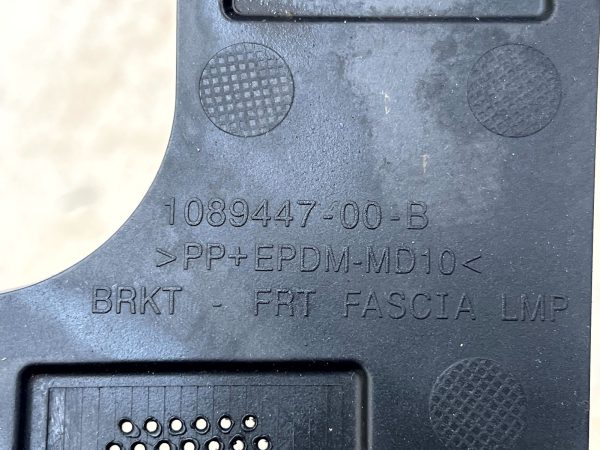 1089447-00-B
>PP+EPDM-MD10<
BRKT - FRT FASCIA LMP